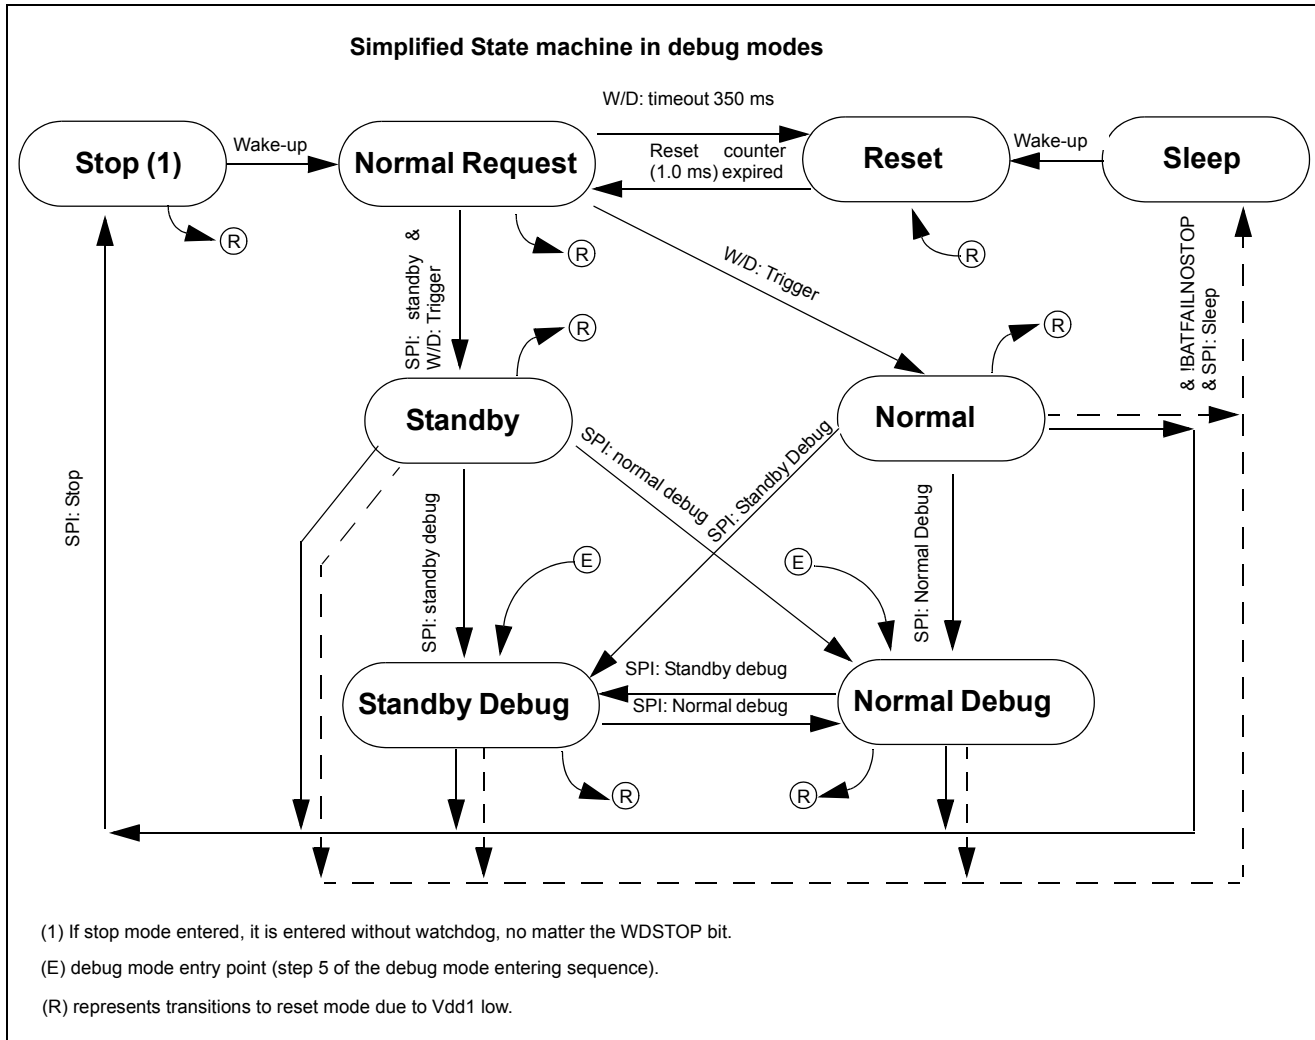 Simplified State machine in debug modes
W/D: timeout 350 ms
Stop (1)
Wake-up
Normal Request
Reset counter
(1.0 ms) expired
Reset
Wake-up
Sleep
R
R
R
SPI: standby &
W/D: Trigger
W/D: Trigger
R
R
& !BATFAILNOSTOP
& SPI: Sleep
Standby
Normal
SPI: Stop
SPI: normal debug
SPI: Standby Debug
SPI: standby debug
E
E
SPI: Normal Debug
SPI: Standby debug
Standby Debug
SPI: Normal debug
Normal Debug
R
R
(1) If stop mode entered, it is entered without watchdog, no matter the WDSTOP bit.
(E) debug mode entry point (step 5 of the debug mode entering sequence).
(R) represents transitions to reset mode due to Vdd1 low.